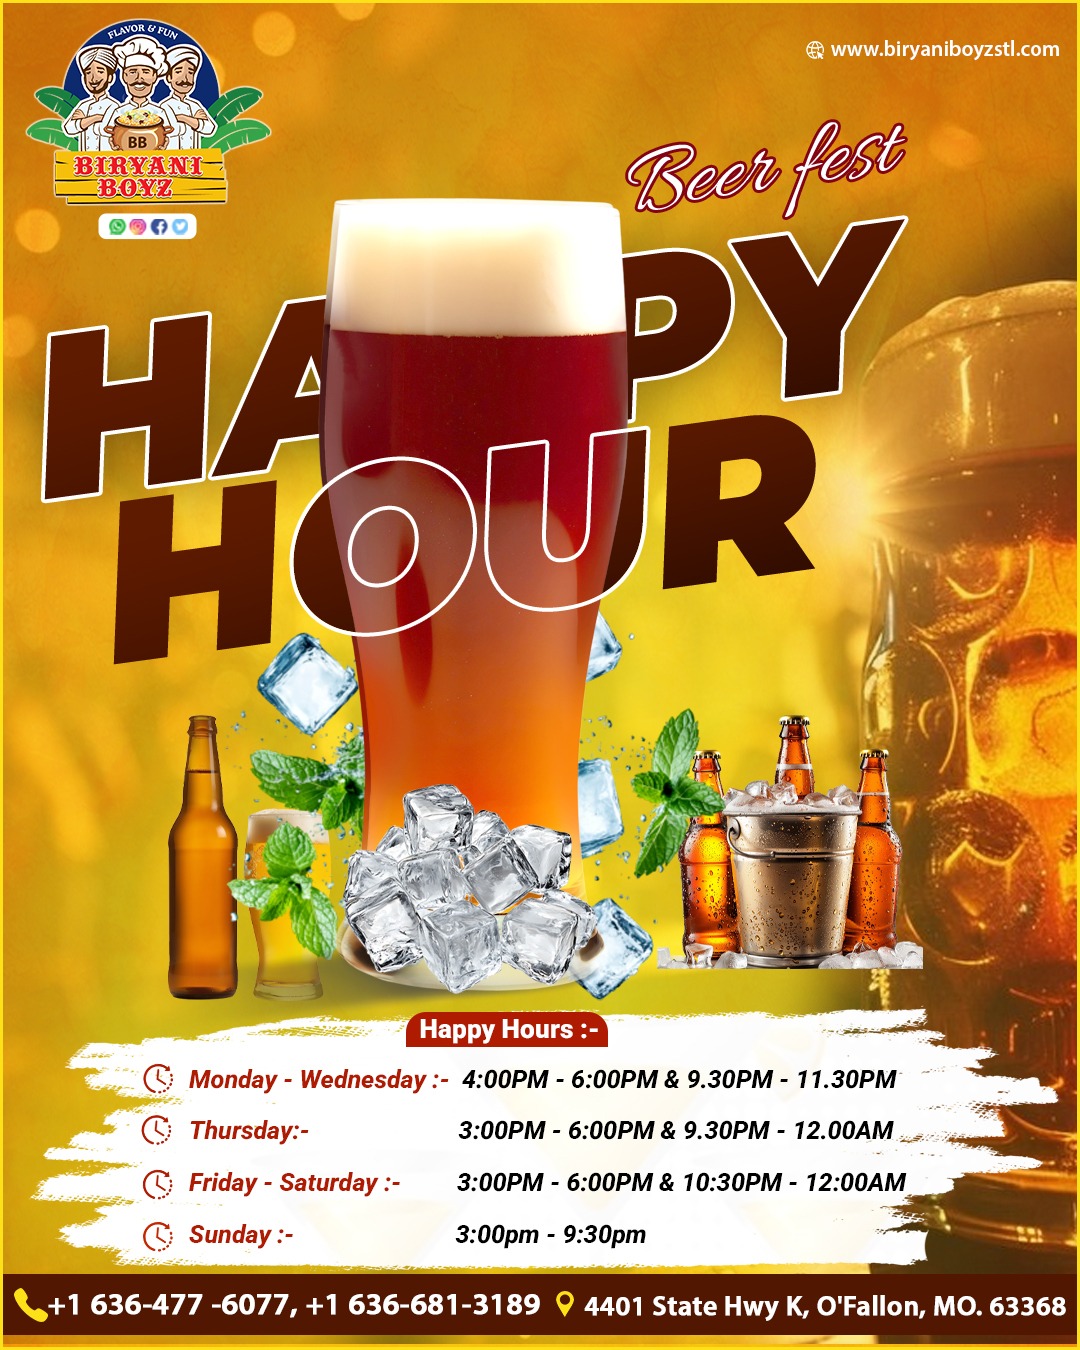 FLAVOR & FUN
BB
BIRYANI
BOYZ
www.biryaniboyzstl.com
Beer fest
HAPPY
HOUR
Happy Hours :-
Monday - Wednesday :- 4:00PM - 6:00PM & 9.30PM - 11.30PM
Thursday:- 3:00PM - 6:00PM & 9.30PM - 12.00AM
Friday - Saturday :- 3:00PM - 6:00PM & 10:30PM - 12:00AM
Sunday :- 3:00pm - 9:30pm
+1 636-477 -6077, +1 636-681-3189 4401 State Hwy K, O'Fallon, MO. 63368